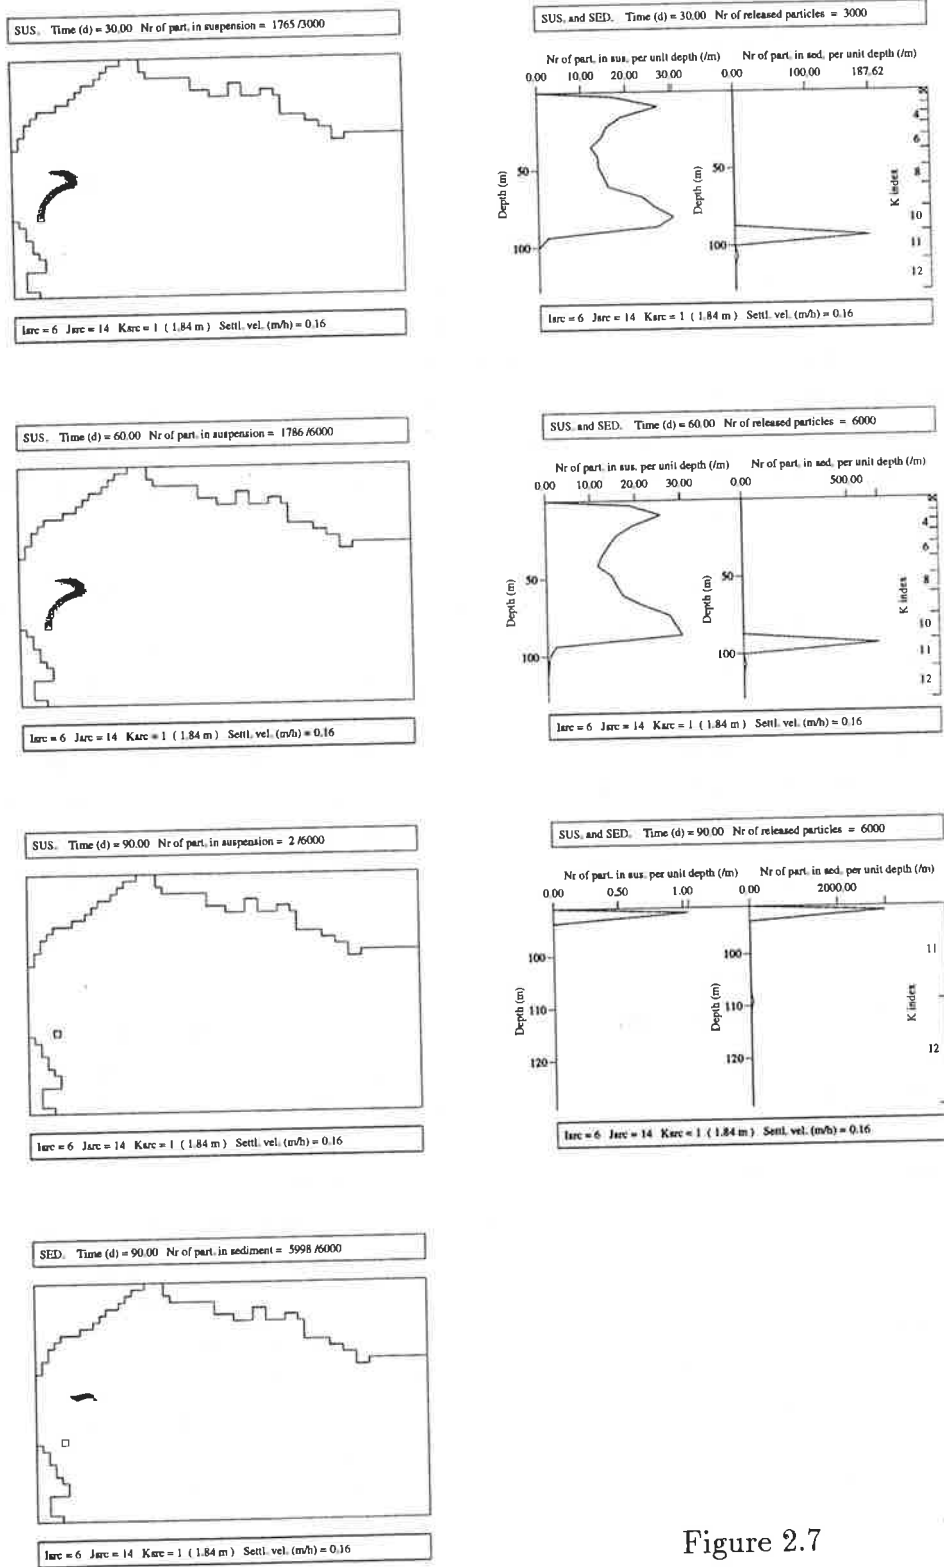 SUS. Time (d) = 30.00 Nr of part. in suspension = 1765 /3000
Isrc = 6 Jsrc = 14 Ksrc = 1 ( 1.84 m ) Settl. vel. (m/h) = 0.16
SUS. and SED. Time (d) = 30.00 Nr of released particles = 3000
Nr of part. in sus. per unit depth (/m) Nr of part. in sed. per unit depth (/m)
0.00 10.00 20.00 30.00 0.00 100.00 187.62
Depth (m)
50
100
Depth (m)
50
100
K index
4
6
8
10
11
12
Isrc = 6 Jsrc = 14 Ksrc = 1 ( 1.84 m ) Settl. vel. (m/h) = 0.16
SUS. Time (d) = 60.00 Nr of part. in suspension = 1786 /6000
Isrc = 6 Jsrc = 14 Ksrc = 1 ( 1.84 m ) Settl. vel. (m/h) = 0.16
SUS. and SED. Time (d) = 60.00 Nr of released particles = 6000
Nr of part. in sus. per unit depth (/m) Nr of part. in sed. per unit depth (/m)
0.00 10.00 20.00 30.00 0.00 500.00
Depth (m)
50
100
Depth (m)
50
100
K index
4
6
8
10
11
12
Isrc = 6 Jsrc = 14 Ksrc = 1 ( 1.84 m ) Settl. vel. (m/h) = 0.16
SUS. Time (d) = 90.00 Nr of part. in suspension = 2 /6000
Isrc = 6 Jsrc = 14 Ksrc = 1 ( 1.84 m ) Settl. vel. (m/h) = 0.16
SUS. and SED. Time (d) = 90.00 Nr of released particles = 6000
Nr of part. in sus. per unit depth (/m) Nr of part. in sed. per unit depth (/m)
0.00 0.50 1.00 0.00 2000.00
Depth (m)
100
110
120
Depth (m)
100
110
120
K index
11
12
Isrc = 6 Jsrc = 14 Ksrc = 1 ( 1.84 m ) Settl. vel. (m/h) = 0.16
SED. Time (d) = 90.00 Nr of part. in sediment = 5998 /6000
Isrc = 6 Jsrc = 14 Ksrc = 1 ( 1.84 m ) Settl. vel. (m/h) = 0.16
Figure 2.7